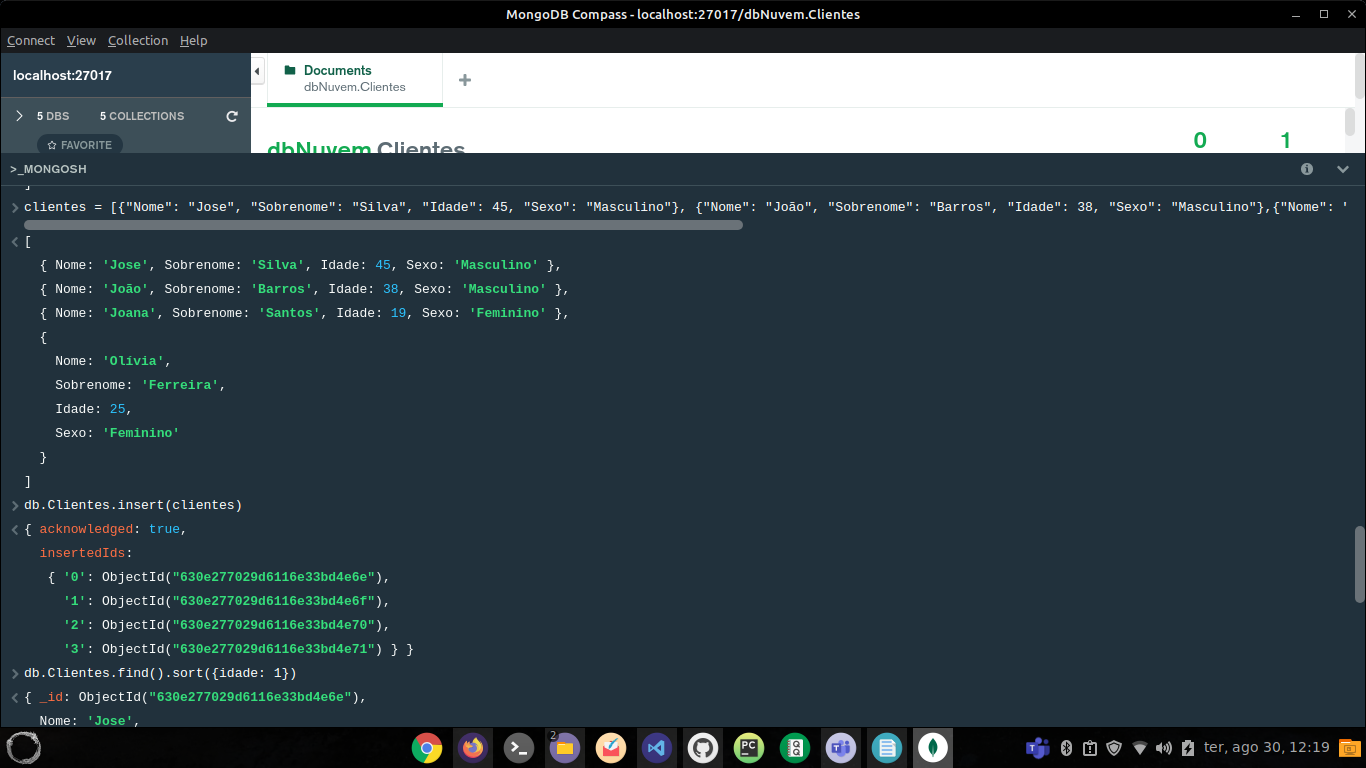 MongoDB Compass - localhost:27017/dbNuvem.Clientes
Connect View Collection Help
localhost:27017
Documents
dbNuvem.Clientes
5 DBS 5 COLLECTIONS
FAVORITE
dbNuvem.Clientes
0 1
>_MONGOSH
]
clientes = [{"Nome": "Jose", "Sobrenome": "Silva", "Idade": 45, "Sexo": "Masculino"}, {"Nome": "João", "Sobrenome": "Barros", "Idade": 38, "Sexo": "Masculino"},{"Nome": '
[
{ Nome: 'Jose', Sobrenome: 'Silva', Idade: 45, Sexo: 'Masculino' },
{ Nome: 'João', Sobrenome: 'Barros', Idade: 38, Sexo: 'Masculino' },
{ Nome: 'Joana', Sobrenome: 'Santos', Idade: 19, Sexo: 'Feminino' },
{
Nome: 'Olívia',
Sobrenome: 'Ferreira',
Idade: 25,
Sexo: 'Feminino'
}
]
db.Clientes.insert(clientes)
{ acknowledged: true,
insertedIds:
{ '0': ObjectId("630e277029d6116e33bd4e6e"),
'1': ObjectId("630e277029d6116e33bd4e6f"),
'2': ObjectId("630e277029d6116e33bd4e70"),
'3': ObjectId("630e277029d6116e33bd4e71") } }
db.Clientes.find().sort({idade: 1})
{ _id: ObjectId("630e277029d6116e33bd4e6e"),
Nome: 'Jose',
2
PC
ter, ago 30, 12:19